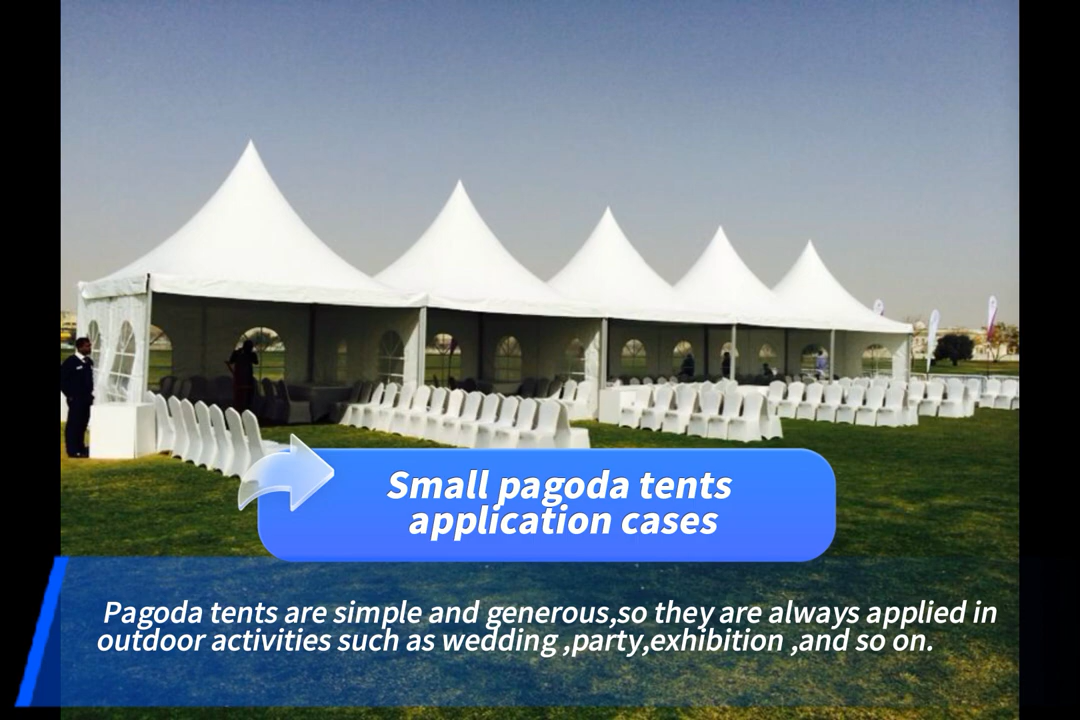 Small pagoda tents
application cases
Pagoda tents are simple and generous,so they are always applied in
outdoor activities such as wedding ,party,exhibition ,and so on.